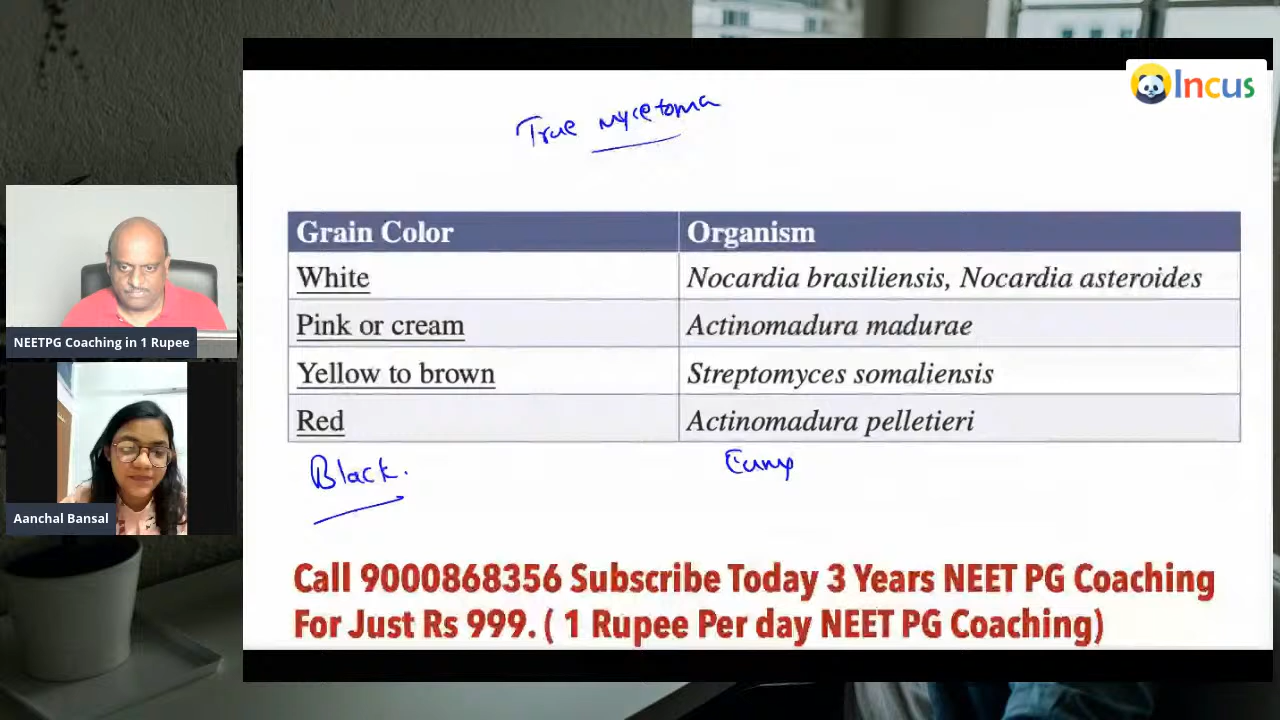 Incus
True mycetoma
Grain Color Organism
White Nocardia brasiliensis, Nocardia asteroides
Pink or cream Actinomadura madurae
Yellow to brown Streptomyces somaliensis
Red Actinomadura pelletieri
Black.
NEETPG Coaching in 1 Rupee
Aanchal Bansal
Call 9000868356 Subscribe Today 3 Years NEET PG Coaching
For Just Rs 999. ( 1 Rupee Per day NEET PG Coaching)